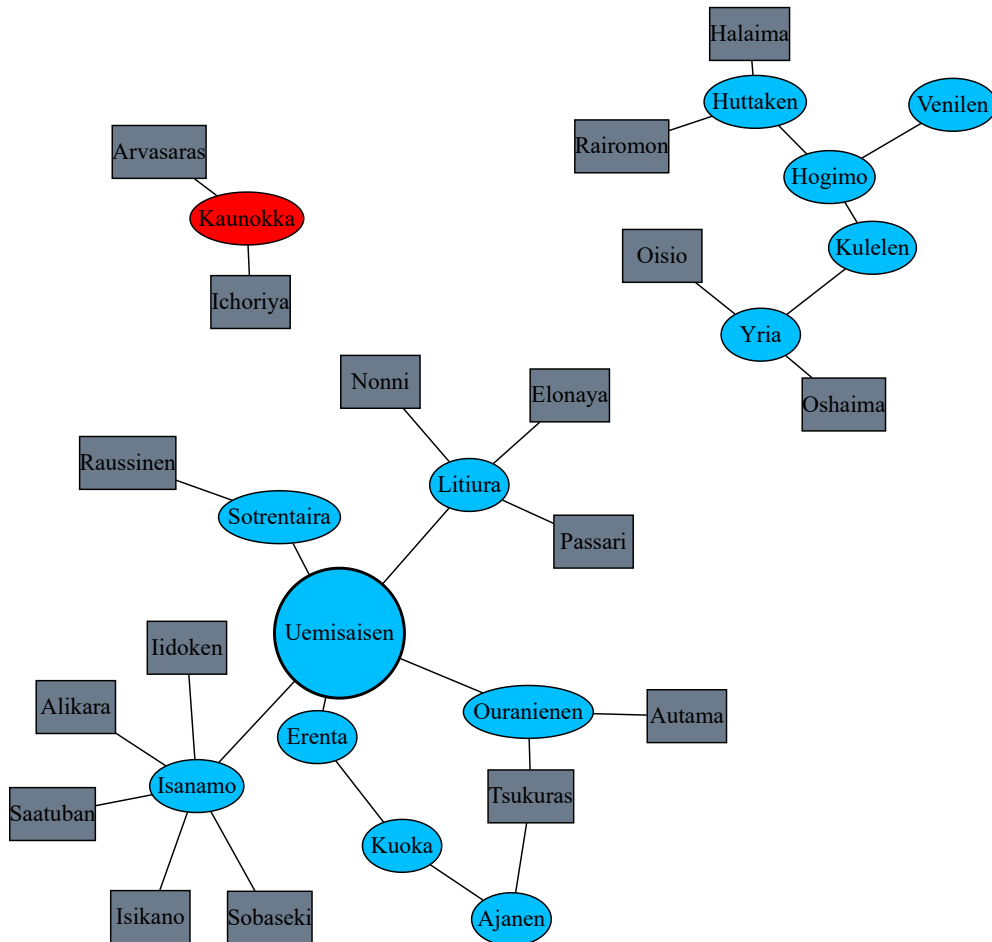 Halaima
Huttaken
Venilen
Arvasaras
Rairomon
Hogimo
Kaunokka
Kulelen
Oisio
Ichoriya
Yria
Nonni
Elonaya
Oshaima
Raussinen
Litiura
Sotrentaira
Passari
Uemisaisen
Iidoken
Alikara
Ouranienen
Autama
Erenta
Isanamo
Tsukuras
Saatuban
Kuoka
Isikano
Sobaseki
Ajanen